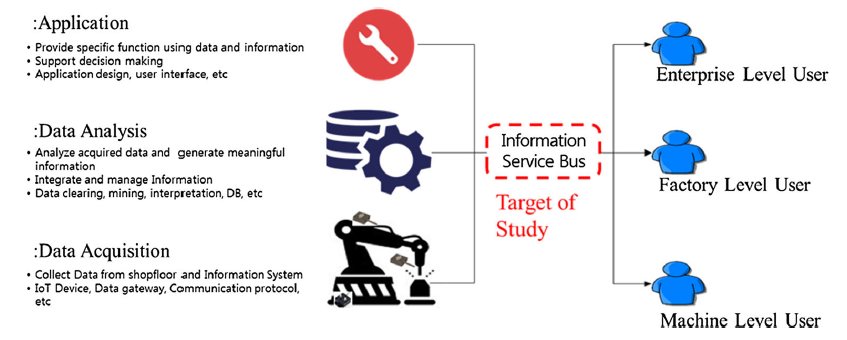 :Application
• Provide specific function using data and information
• Support decision making
• Application design, user interface, etc
:Data Analysis
• Analyze acquired data and generate meaningful
information
• Integrate and manage Information
• Data clearing, mining, interpretation, DB, etc
:Data Acquisition
• Collect Data from shopfloor and Information System
• IoT Device, Data gateway, Communication protocol,
etc
Information
Service Bus
Target of
Study
Enterprise Level User
Factory Level User
Machine Level User